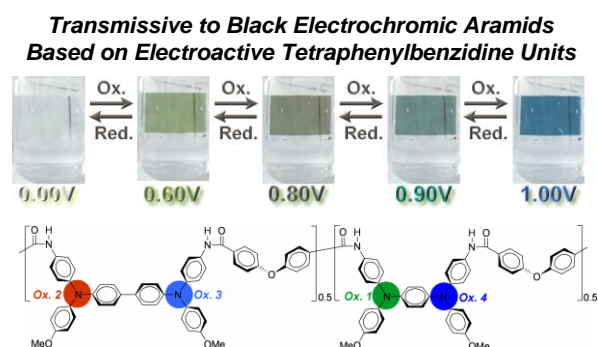 Transmissive to Black Electrochromic Aramids
Based on Electroactive Tetraphenylbenzidine Units
Ox. Ox. Ox. Ox.
Red. Red. Red. Red.
0.00V 0.60V 0.80V 0.90V 1.00V
O H H O O H H O
N N N N
O O
Ox. 2 N N Ox. 3 0.5 Ox. 1 N N Ox. 4 0.5
MeO OMe MeO OMe